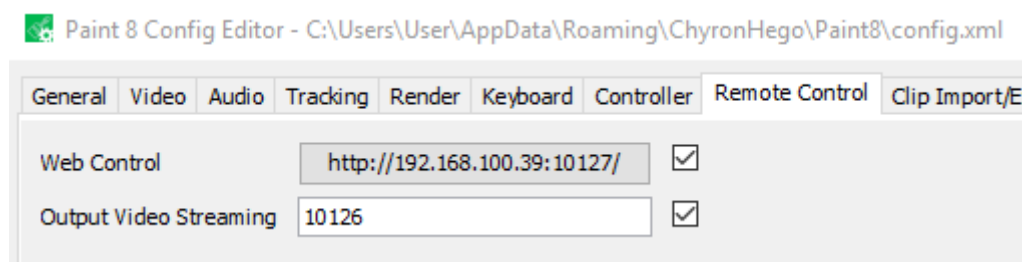 Paint 8 Config Editor - C:\Users\User\AppData\Roaming\ChyronHego\Paint8\config.xml
General Video Audio Tracking Render Keyboard Controller Remote Control Clip Import/E
Web Control http://192.168.100.39:10127/
Output Video Streaming 10126